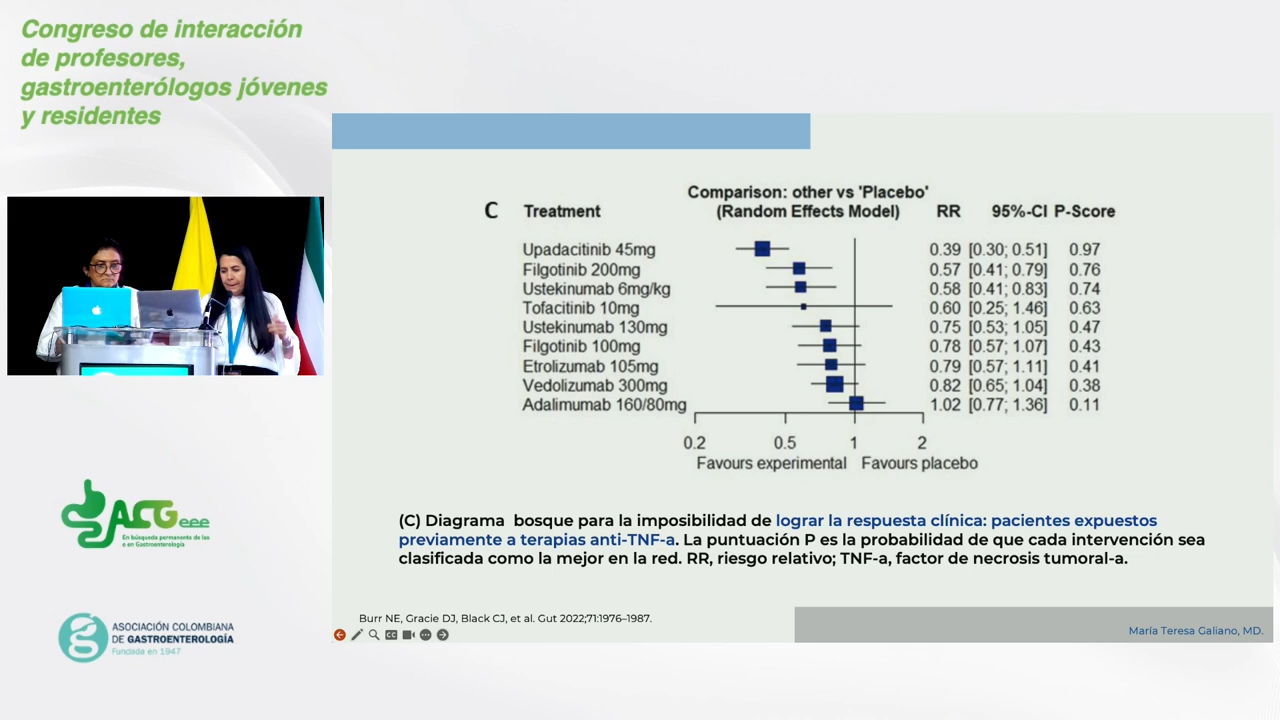 Congreso de interacción
de profesores,
gastroenterólogos jóvenes
y residentes
C Treatment Comparison: other vs 'Placebo' (Random Effects Model) RR 95%-CI P-Score
Upadacitinib 45mg 0.39 [0.30; 0.51] 0.97
Filgotinib 200mg 0.57 [0.41; 0.79] 0.76
Ustekinumab 6mg/kg 0.58 [0.41; 0.83] 0.74
Tofacitinib 10mg 0.60 [0.25; 1.46] 0.63
Ustekinumab 130mg 0.75 [0.53; 1.05] 0.47
Filgotinib 100mg 0.78 [0.57; 1.07] 0.43
Etrolizumab 105mg 0.79 [0.57; 1.11] 0.41
Vedolizumab 300mg 0.82 [0.65; 1.04] 0.38
Adalimumab 160/80mg 1.02 [0.77; 1.36] 0.11
0.2 0.5 1 2
Favours experimental Favours placebo
(C) Diagrama bosque para la imposibilidad de lograr la respuesta clínica: pacientes expuestos
previamente a terapias anti-TNF-a. La puntuación P es la probabilidad de que cada intervención sea
clasificada como la mejor en la red. RR, riesgo relativo; TNF-a, factor de necrosis tumoral-a.
Burr NE, Gracie DJ, Black CJ, et al. Gut 2022;71:1976–1987.
María Teresa Galiano, MD.
ACGeee
En búsqueda permanente de las
e en Gastroenterología
ASOCIACIÓN COLOMBIANA
DE GASTROENTEROLOGÍA
Fundada en 1947